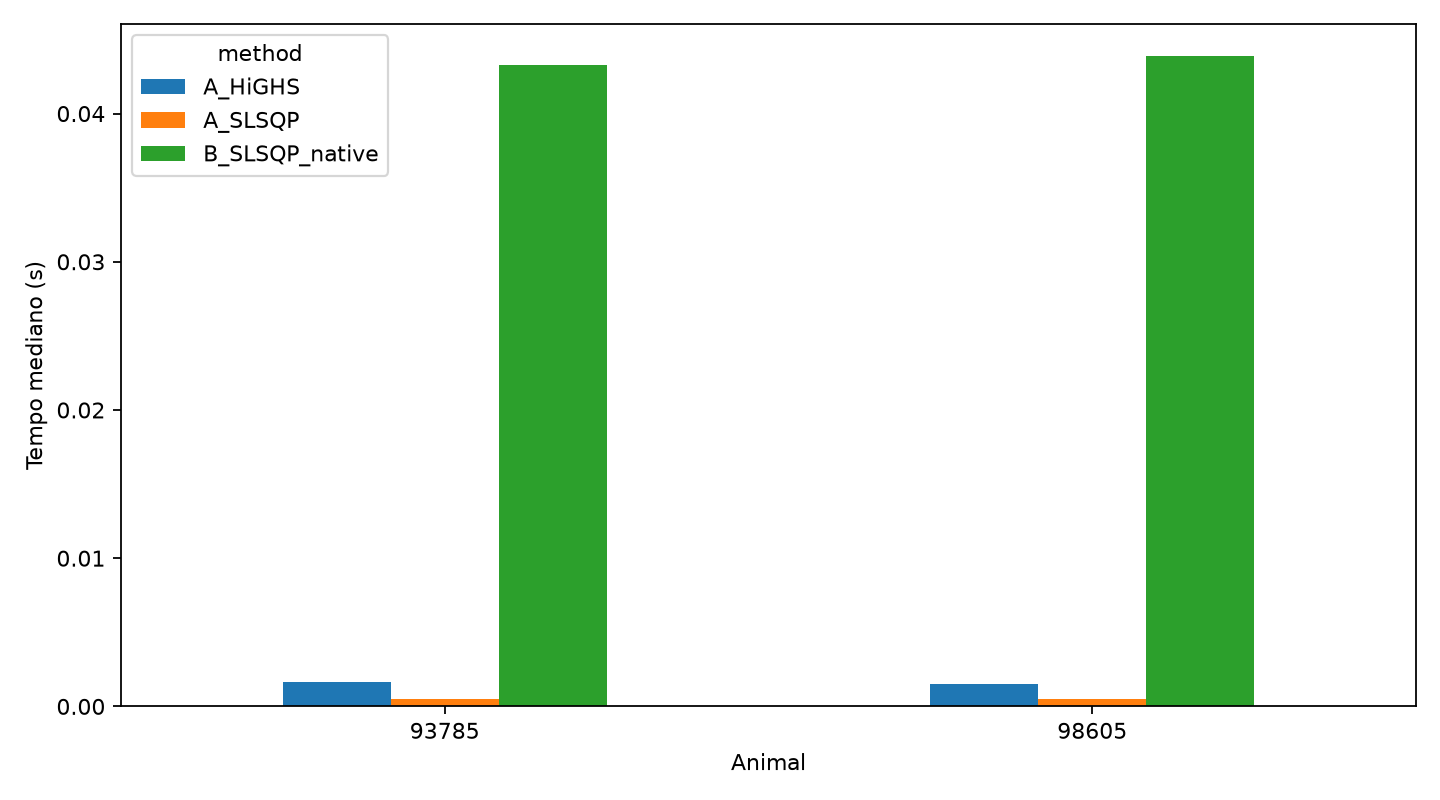 method
A_HiGHS
A_SLSQP
B_SLSQP_native
Tempo mediano (s)
0.04
0.03
0.02
0.01
0.00
93785
98605
Animal